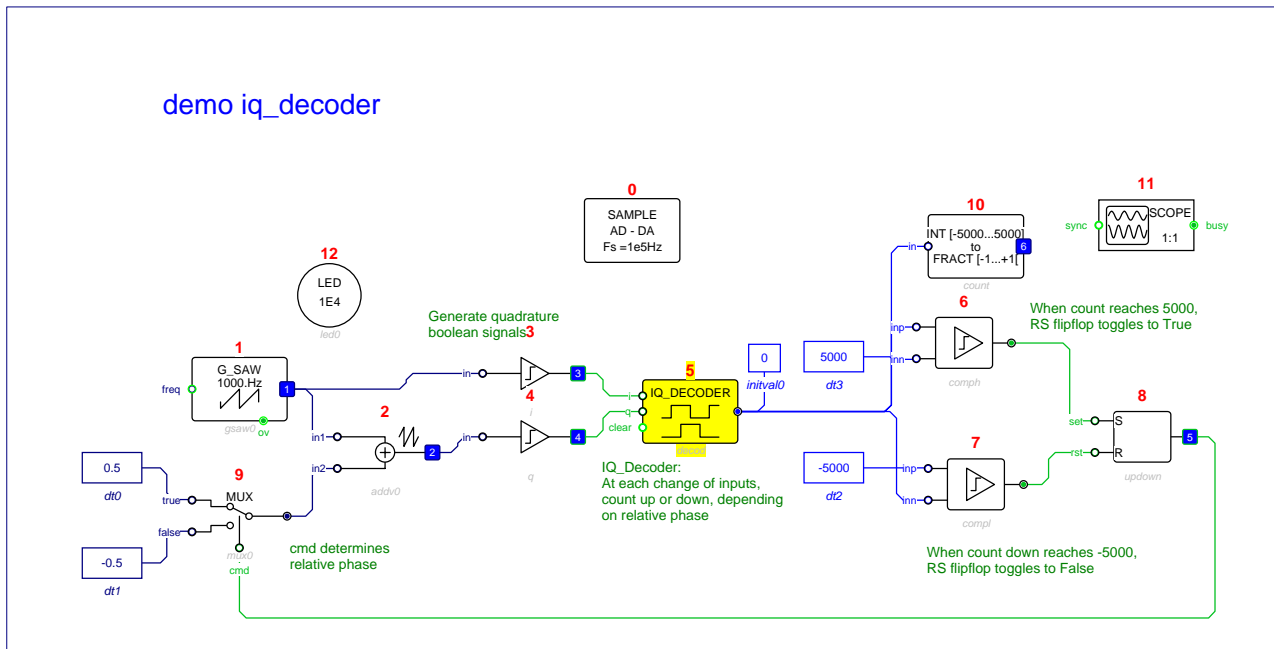 demo iq_decoder
0
SAMPLE
AD - DA
Fs =1e5Hz
10
INT [-5000...5000]
to
FRACT [-1...+1[
in
6
count
11
SCOPE
1:1
sync
busy
12
LED
1E4
led0
Generate quadrature
boolean signals
3
in
3
i
1
G_SAW
1000.Hz
freq
1
gsaw0
ov
2
in1
in2
2
addv0
4
in
4
q
5
IQ_DECODER
i
q
clear
decod
0
initval0
5000
dt3
6
inp
inn
comph
When count reaches 5000,
RS flipflop toggles to True
8
set
S
rst
R
5
updown
-5000
dt2
7
inp
inn
compl
IQ_Decoder:
At each change of inputs,
count up or down, depending
on relative phase
0.5
dt0
9
MUX
true
false
mux0
cmd
-0.5
dt1
cmd determines
relative phase
When count down reaches -5000,
RS flipflop toggles to False